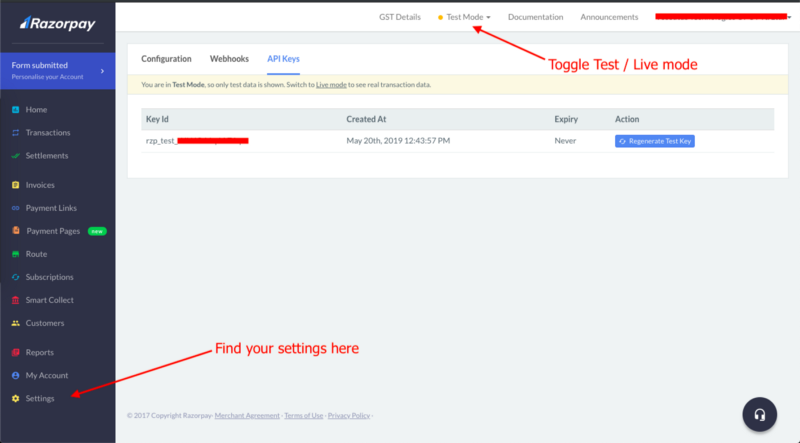 Razorpay
GST Details
Test Mode
Documentation
Announcements
Toggle Test / Live mode
Form submitted
Personalise your Account
Configuration
Webhooks
API Keys
You are in Test Mode, so only test data is shown. Switch to Live mode to see real transaction data.
Key Id Created At Expiry Action
rzp_test_ May 20th, 2019 12:43:57 PM Never Regenerate Test Key
Home
Transactions
Settlements
Invoices
Payment Links
Payment Pages new
Route
Subscriptions
Smart Collect
Customers
Reports
My Account
Settings
Find your settings here
© 2017 Copyright Razorpay· Merchant Agreement · Terms of Use · Privacy Policy ·